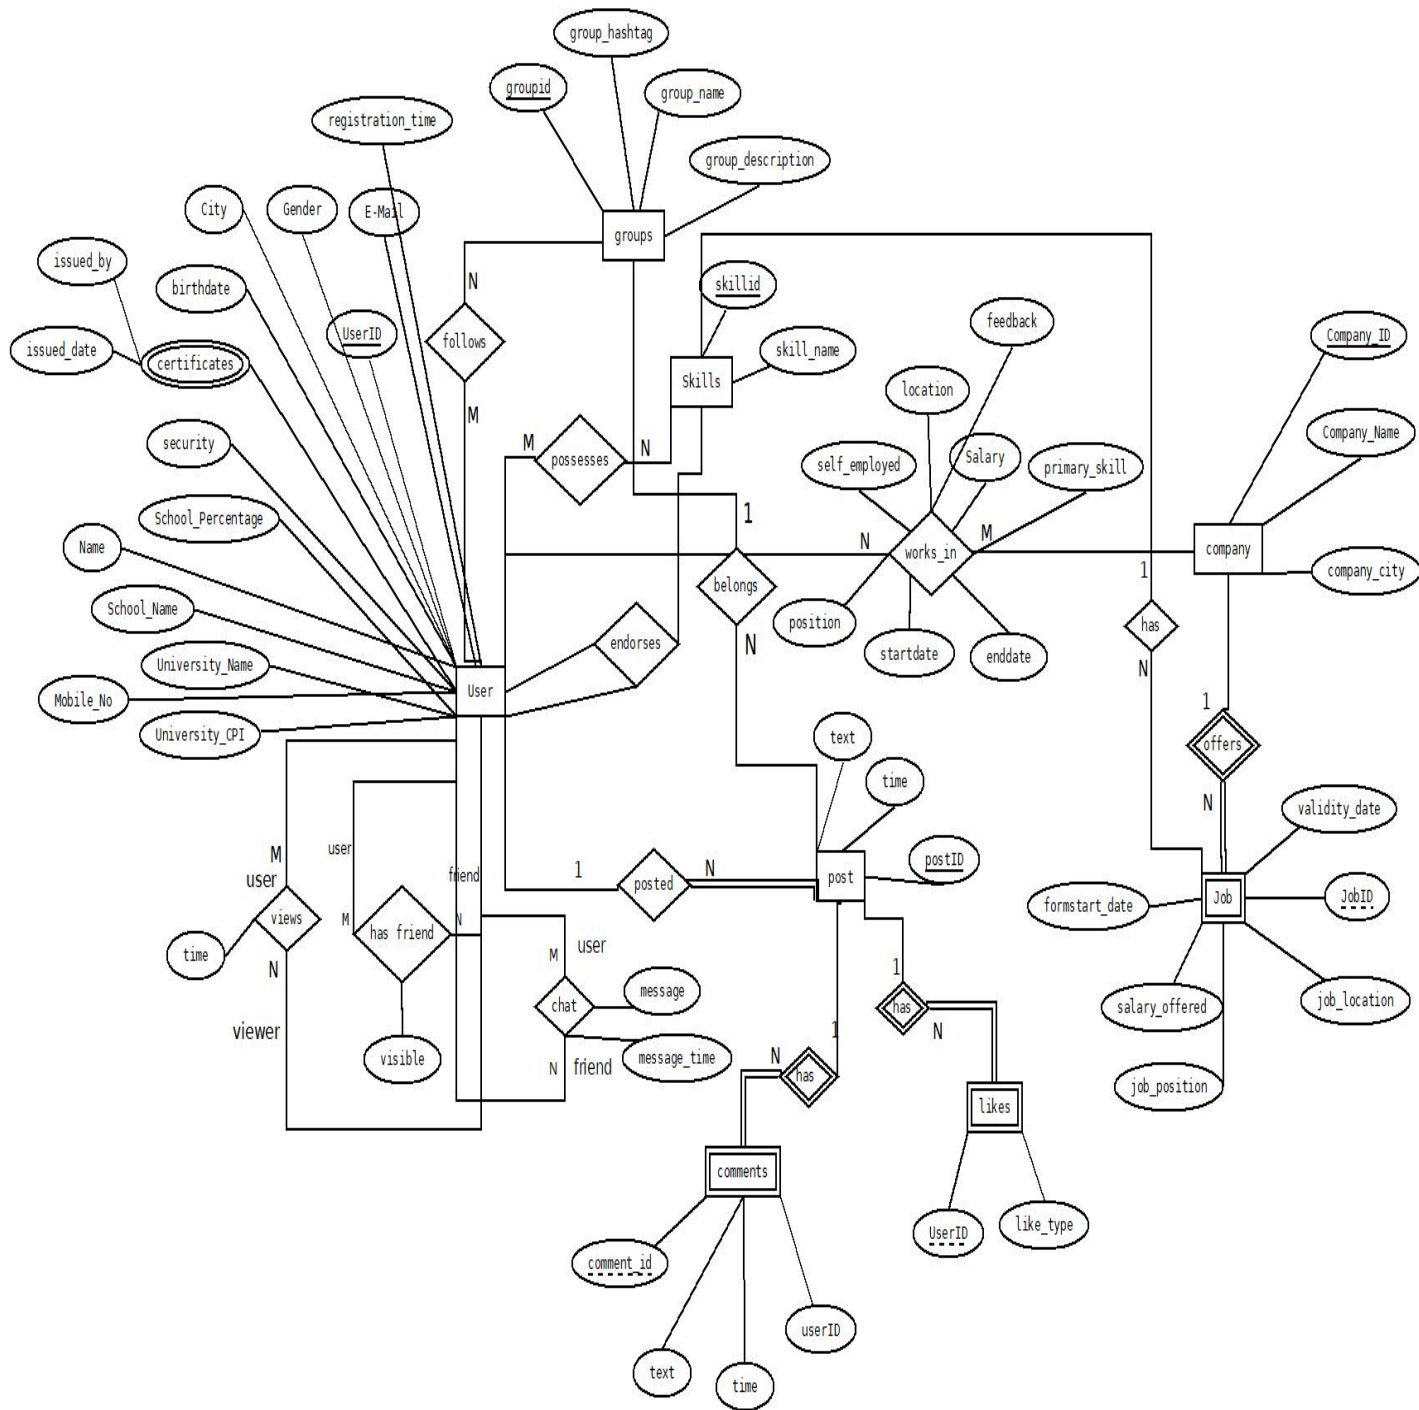 group_hashtag
groupid
group_name
registration_time
group_description
City
Gender
E-Mail
groups
issued_by
birthdate
N
skillid
feedback
UserID
follows
Company_ID
issued_date
certificates
skill_name
Skills
location
M
security
M
N
possesses
Company_Name
self_employed
Salary
primary_skill
School_Percentage
1
Name
N
works_in
M
company
1
company_city
belongs
School_Name
position
endorses
N
startdate
enddate
has
N
University_Name
Mobile_No
User
University_CPI
1
offers
text
time
N
validity_date
user
M
user
friend
1
posted
N
post
postID
formstart_date
Job
JobID
M
views
has friend
N
time
N
user
M
1
message
chat
has
N
salary_offered
job_location
viewer
visible
1
N
friend
message_time
N
has
job_position
likes
comments
UserID
like_type
comment_id
userID
text
time